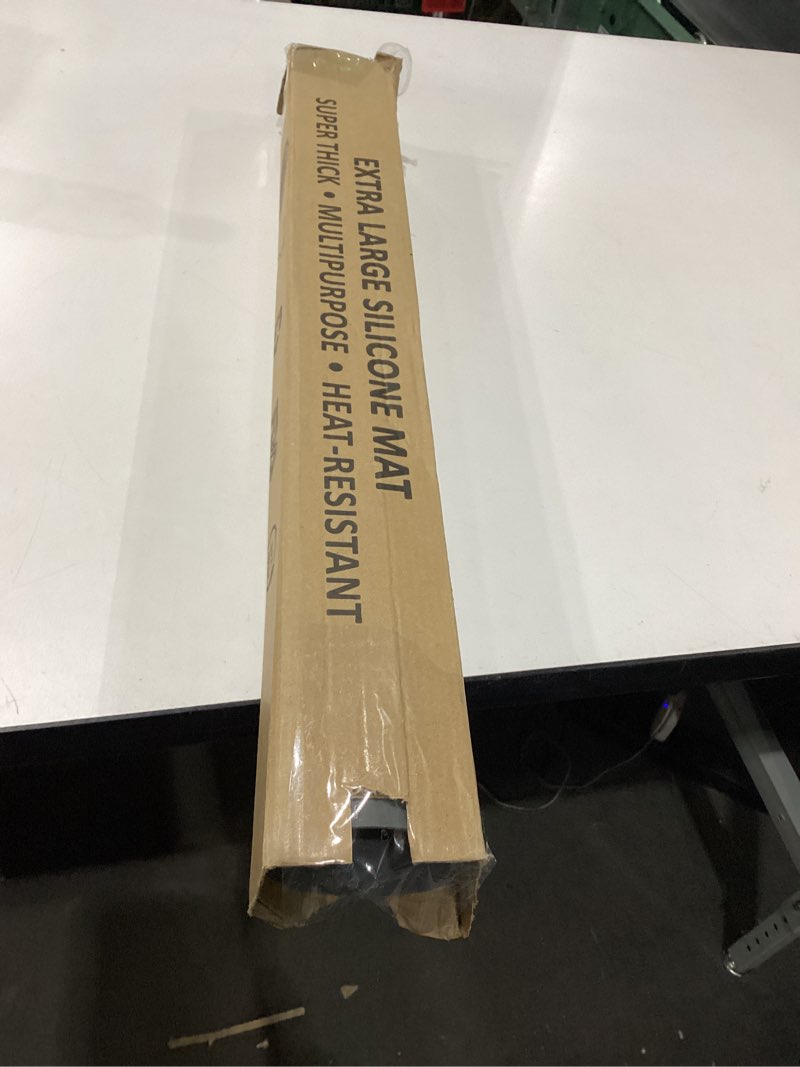 EXTRA LARGE SILICONE MAT
SUPER THICK • MULTIPURPOSE • HEAT-RESISTANT